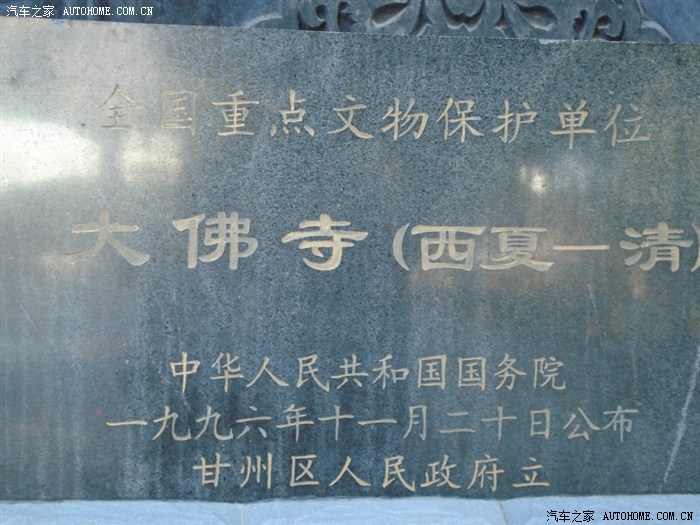 汽车之家 AUTOHOME.COM.CN
全国重点文物保护单位
大佛寺(西夏一清)
中华人民共和国国务院
一九九六年十一月二十日公布
甘州区人民政府立
汽车之家 AUTOHOME.COM.CN